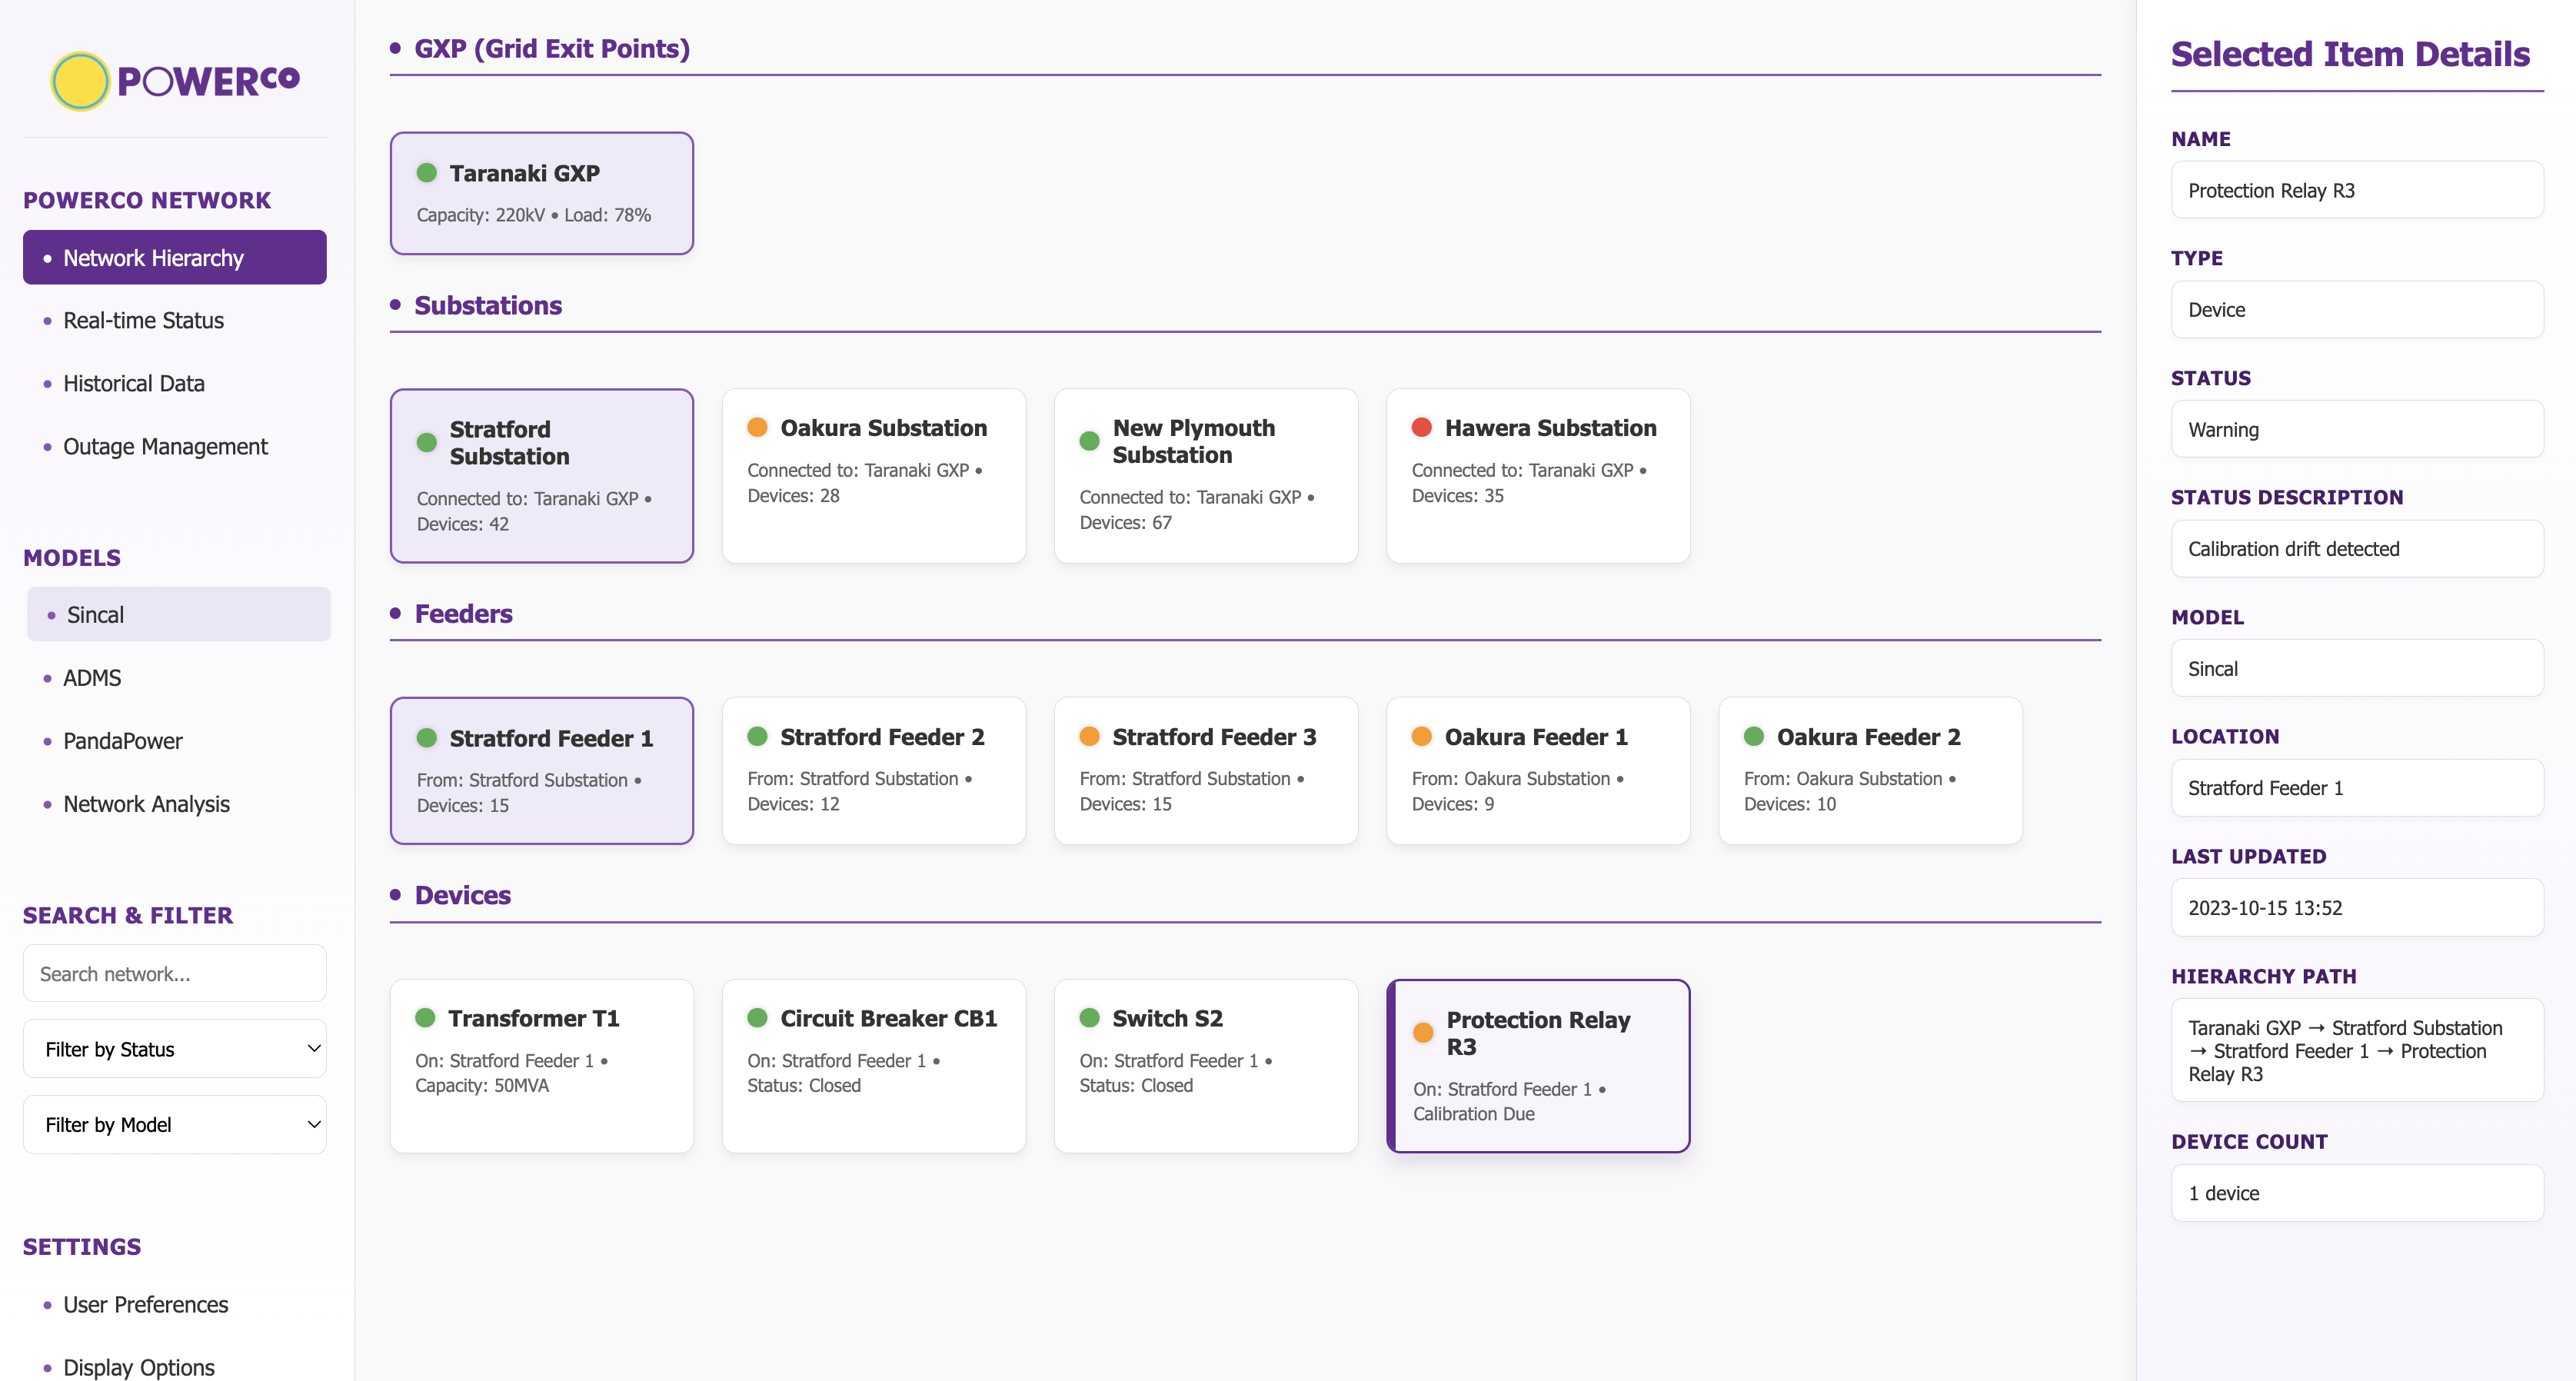 POWERCO
POWERCO NETWORK
Network Hierarchy
Real-time Status
Historical Data
Outage Management
MODELS
Sincal
ADMS
PandaPower
Network Analysis
SEARCH & FILTER
Search network...
Filter by Status
Filter by Model
SETTINGS
User Preferences
Display Options
GXP (Grid Exit Points)
Taranaki GXP
Capacity: 220kV • Load: 78%
Substations
Stratford
Substation
Connected to: Taranaki GXP •
Devices: 42
Oakura Substation
Connected to: Taranaki GXP •
Devices: 28
New Plymouth
Substation
Connected to: Taranaki GXP •
Devices: 67
Hawera Substation
Connected to: Taranaki GXP •
Devices: 35
Feeders
Stratford Feeder 1
From: Stratford Substation •
Devices: 15
Stratford Feeder 2
From: Stratford Substation •
Devices: 12
Stratford Feeder 3
From: Stratford Substation •
Devices: 15
Oakura Feeder 1
From: Oakura Substation •
Devices: 9
Oakura Feeder 2
From: Oakura Substation •
Devices: 10
Devices
Transformer T1
On: Stratford Feeder 1 •
Capacity: 50MVA
Circuit Breaker CB1
On: Stratford Feeder 1 •
Status: Closed
Switch S2
On: Stratford Feeder 1 •
Status: Closed
Protection Relay
R3
On: Stratford Feeder 1 •
Calibration Due
Selected Item Details
NAME
Protection Relay R3
TYPE
Device
STATUS
Warning
STATUS DESCRIPTION
Calibration drift detected
MODEL
Sincal
LOCATION
Stratford Feeder 1
LAST UPDATED
2023-10-15 13:52
HIERARCHY PATH
Taranaki GXP → Stratford Substation
→ Stratford Feeder 1 → Protection
Relay R3
DEVICE COUNT
1 device